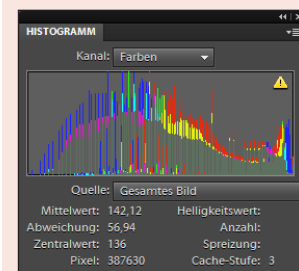 HISTOGRAMM
Kanal: Farben
Quelle: Gesamtes Bild
Mittelwert: 142,12 Helligkeitswert:
Abweichung: 56,94 Anzahl:
Zentralwert: 136 Spreizung:
Pixel: 387630 Cache-Stufe: 3